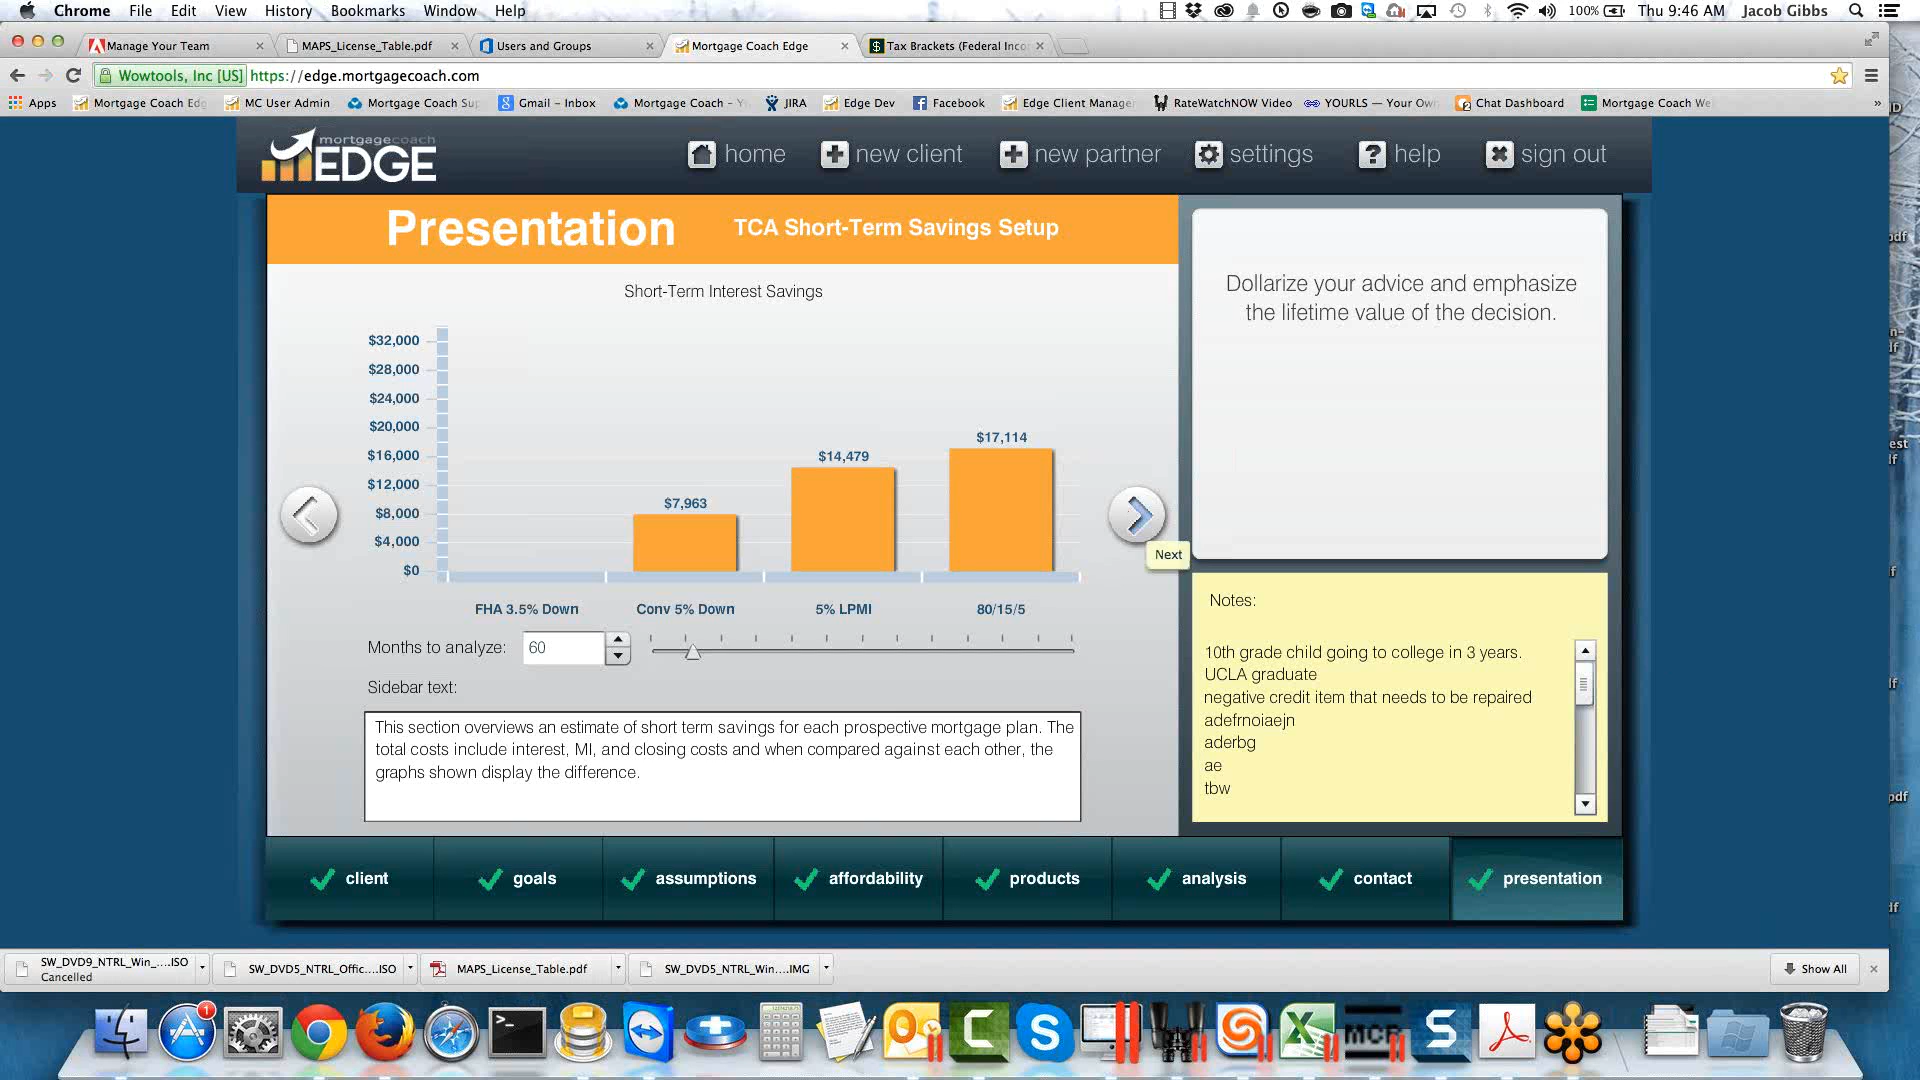 Chrome File Edit View History Bookmarks Window Help
100% Thu 9:46 AM Jacob Gibbs
Manage Your Team
MAPS_License_Table.pdf
Users and Groups
Mortgage Coach Edge
Tax Brackets (Federal Inco
Wowtools, Inc [US] https://edge.mortgagecoach.com
Apps Mortgage Coach Edg MC User Admin Mortgage Coach Sup Gmail - Inbox Mortgage Coach - Y JIRA Edge Dev Facebook Edge Client Manage RateWatchNOW Video YOURLS — Your Own Chat Dashboard Mortgage Coach We »
mortgagecoach
EDGE
home new client new partner settings help sign out
Presentation TCA Short-Term Savings Setup
Short-Term Interest Savings
$32,000
$28,000
$24,000
$20,000
$16,000
$12,000
$8,000
$4,000
$0
$7,963
$14,479
$17,114
FHA 3.5% Down Conv 5% Down 5% LPMI 80/15/5
Next
Months to analyze: 60
Sidebar text:
This section overviews an estimate of short term savings for each prospective mortgage plan. The
total costs include interest, MI, and closing costs and when compared against each other, the
graphs shown display the difference.
Dollarize your advice and emphasize
the lifetime value of the decision.
Notes:
10th grade child going to college in 3 years.
UCLA graduate
negative credit item that needs to be repaired
adefrnoiaejn
aderbg
ae
tbw
client goals assumptions affordability products analysis contact presentation
SW_DVD9_NTRL_Win_....ISO
Cancelled
SW_DVD5_NTRL_Offic....ISO
MAPS_License_Table.pdf
SW_DVD5_NTRL_Win....IMG
Show All
1
MCR